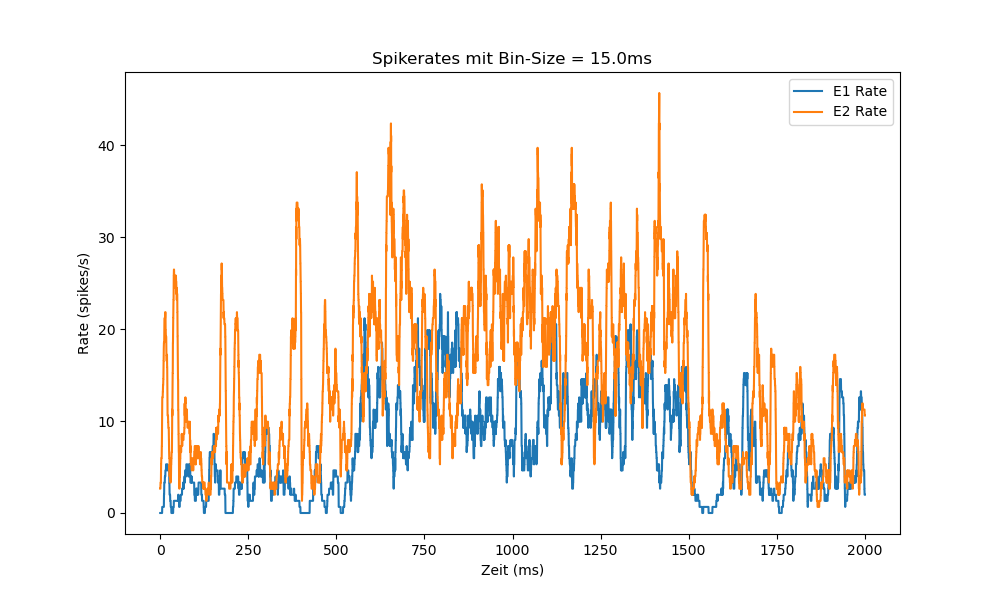 Spikerates mit Bin-Size = 15.0ms
E1 Rate
E2 Rate
Rate (spikes/s)
40
30
20
10
0
0 250 500 750 1000 1250 1500 1750 2000
Zeit (ms)